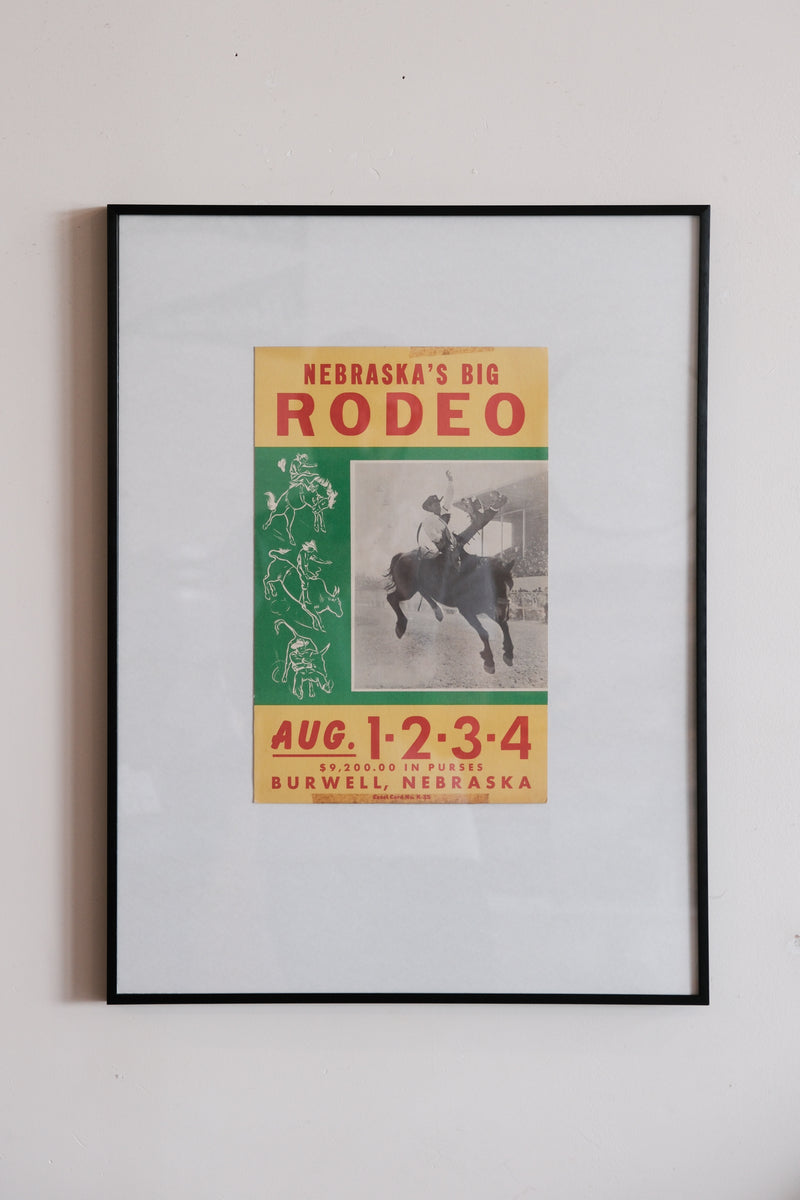 NEBRASKA'S BIG
RODEO
AUG. 1-2-3-4
$9,200.00 IN PURSES
BURWELL, NEBRASKA